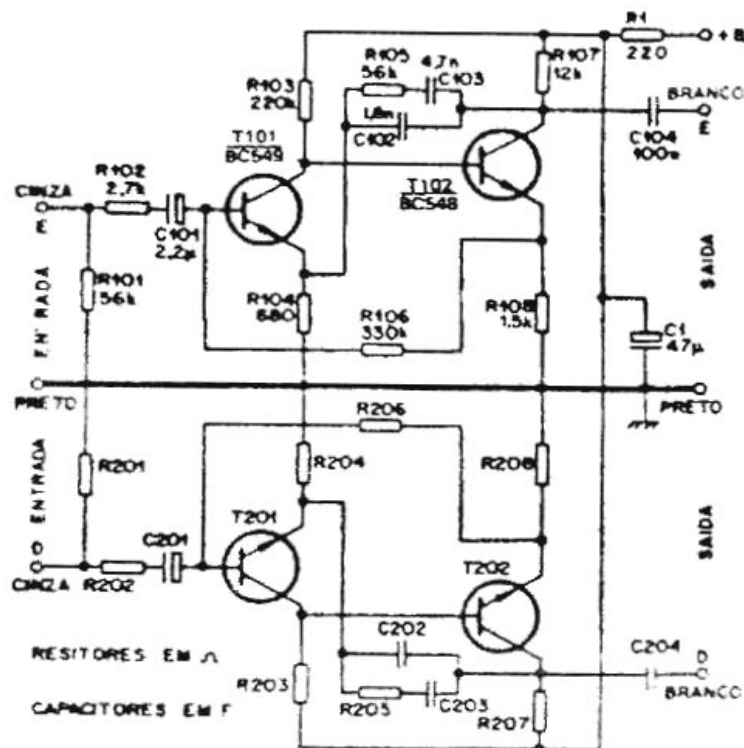 R1
+B
220
R105
56k
4,7n
C103
R107
12k
R103
220k
BRANCO
1,8n
C102
E
C104
100n
T101
BC549
T102
BC548
R102
2,7k
CINZA
E
C101
2,2µ
R101
56k
R104
680
R106
330k
R108
1,5k
C1
47µ
ENTRADA
SAIDA
PRETO
PRETO
R206
R204
R208
R201
ENTRADA
SAIDA
T201
C201
D
CINZA
R202
T202
C202
C204
D
BRANCO
RESITORES EM Ω
R203
R205
C203
R207
CAPACITORES EM F